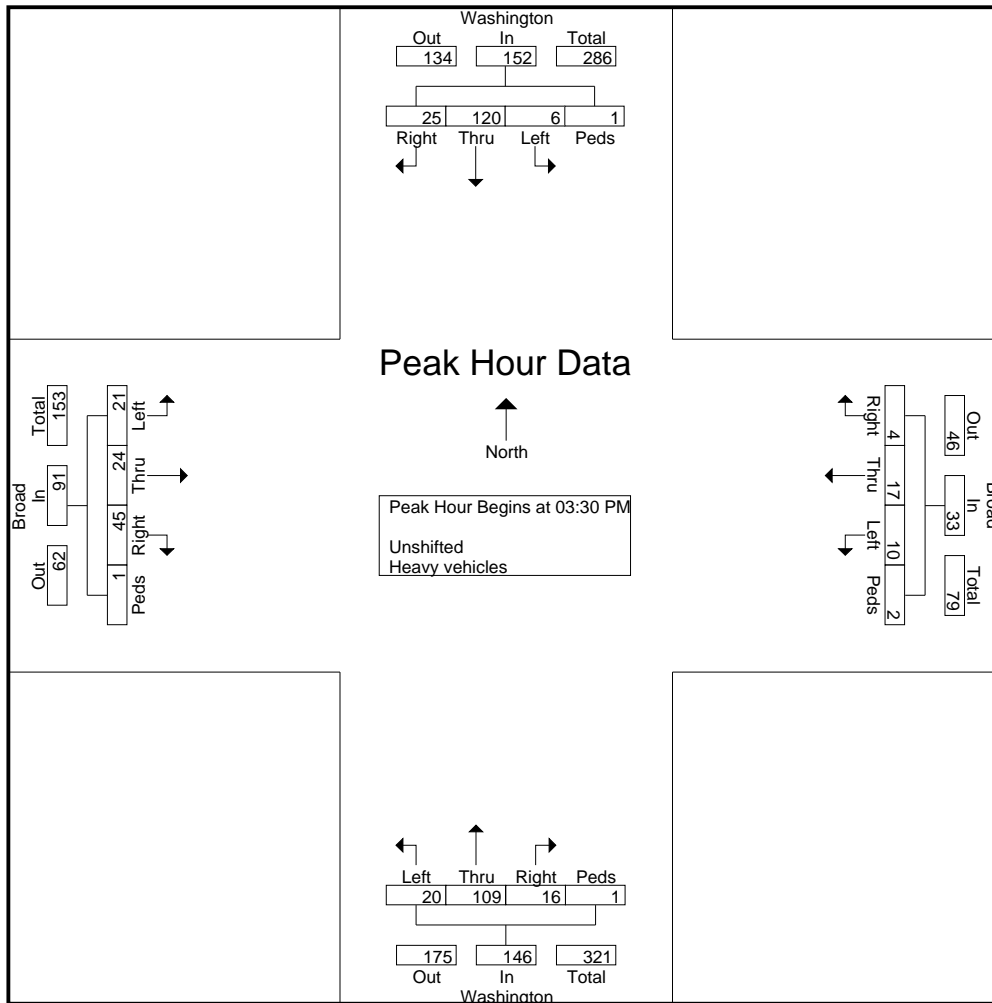 Washington
Out In Total
134 152 286
25 120 6 1
Right Thru Left Peds
Peak Hour Data
North
Peak Hour Begins at 03:30 PM
Unshifted
Heavy vehicles
Broad
Total In Out
153 91 62
21 24 45 1
Left Thru Right Peds
Broad
Out In Total
46 33 79
4 17 10 2
Right Thru Left Peds
Left Thru Right Peds
20 109 16 1
175 146 321
Out In Total
Washington